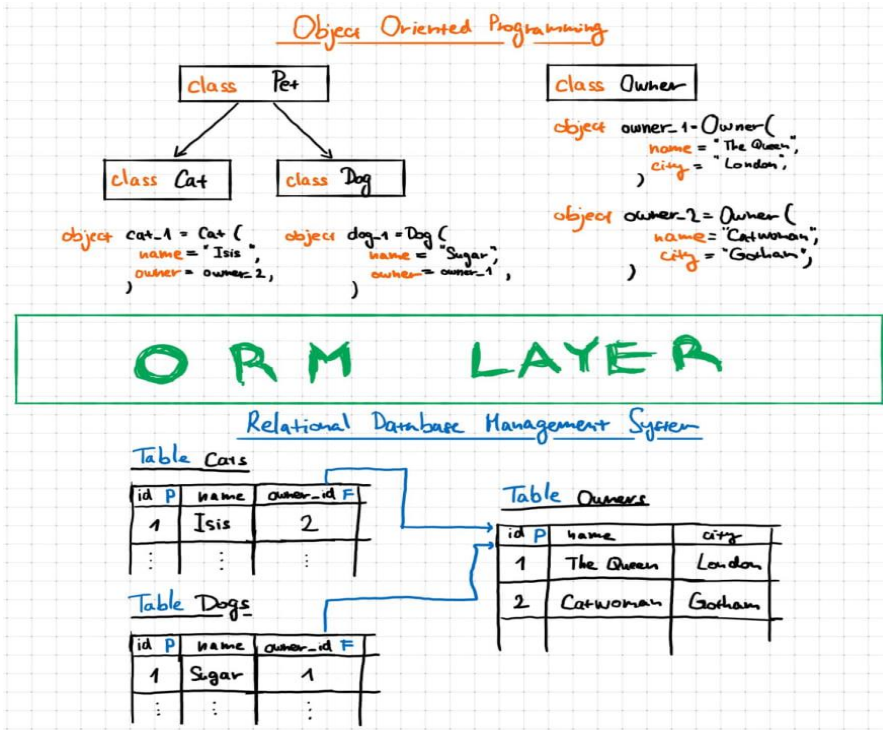 Object Oriented Programming
class Pet
class Owner
object owner_1=Owner(
name = "The Queen",
city = "London",
)
class Cat
class Dog
object cat_1 = Cat (
name = "Isis",
owner = owner_2,
)
object dog_1 = Dog (
name = "Sugar",
owner = owner_1,
)
object owner_2 = Owner (
name = "Catwoman",
city = "Gotham",
)
ORM LAYER
Relational Database Management System
Table Cats
id P name owner_id F
1 Isis 2
⋮ ⋮ ⋮
Table Owners
id P name city
1 The Queen London
2 Catwoman Gotham
Table Dogs
id P name owner_id F
1 Sugar 1
⋮ ⋮ ⋮